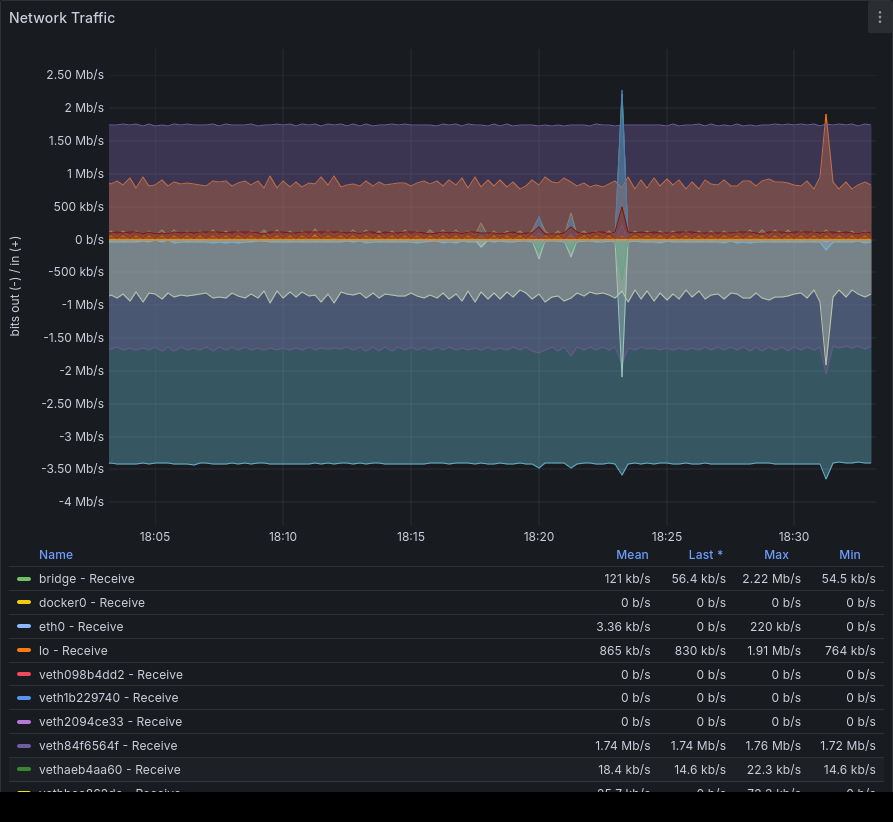 Network Traffic
bits out (-) / in (+)
2.50 Mb/s
2 Mb/s
1.50 Mb/s
1 Mb/s
500 kb/s
0 b/s
-500 kb/s
-1 Mb/s
-1.50 Mb/s
-2 Mb/s
-2.50 Mb/s
-3 Mb/s
-3.50 Mb/s
-4 Mb/s
18:05 18:10 18:15 18:20 18:25 18:30
Name Mean Last * Max Min
bridge - Receive 121 kb/s 56.4 kb/s 2.22 Mb/s 54.5 kb/s
docker0 - Receive 0 b/s 0 b/s 0 b/s 0 b/s
eth0 - Receive 3.36 kb/s 0 b/s 220 kb/s 0 b/s
lo - Receive 865 kb/s 830 kb/s 1.91 Mb/s 764 kb/s
veth098b4dd2 - Receive 0 b/s 0 b/s 0 b/s 0 b/s
veth1b229740 - Receive 0 b/s 0 b/s 0 b/s 0 b/s
veth2094ce33 - Receive 0 b/s 0 b/s 0 b/s 0 b/s
veth84f6564f - Receive 1.74 Mb/s 1.74 Mb/s 1.76 Mb/s 1.72 Mb/s
vethaeb4aa60 - Receive 18.4 kb/s 14.6 kb/s 22.3 kb/s 14.6 kb/s